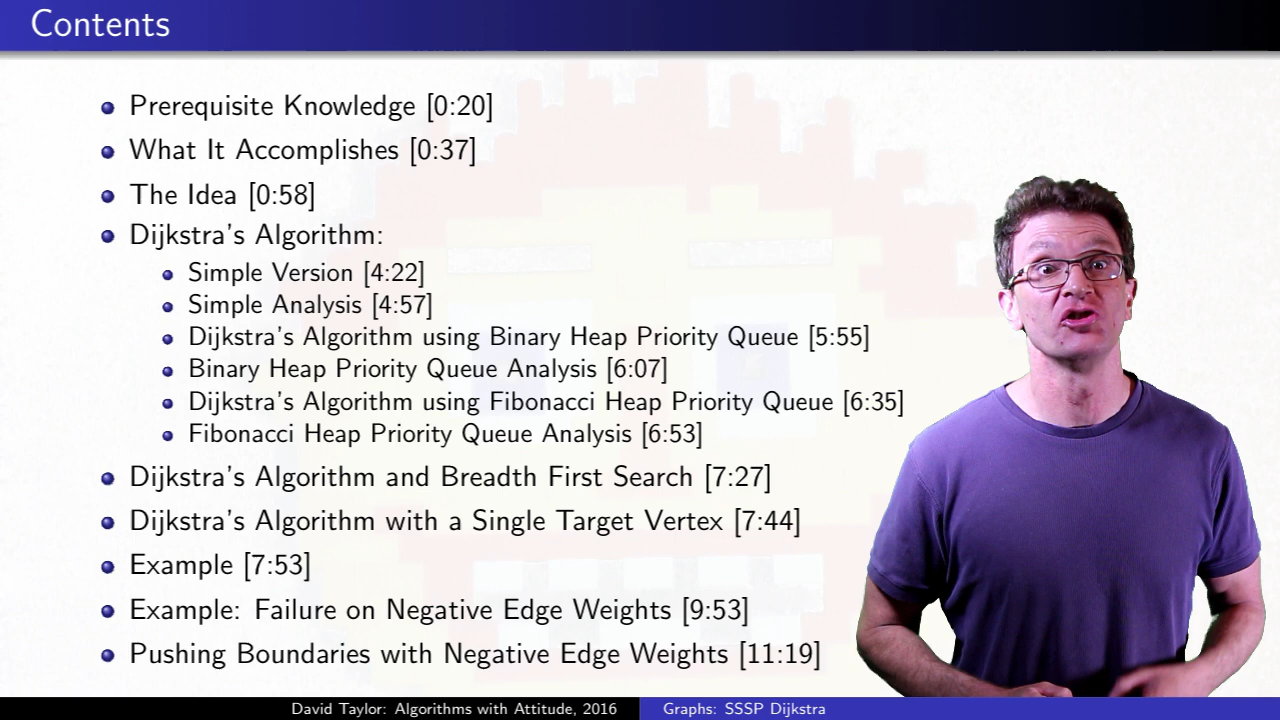 Contents
Prerequisite Knowledge [0:20]
What It Accomplishes [0:37]
The Idea [0:58]
Dijkstra's Algorithm:
Simple Version [4:22]
Simple Analysis [4:57]
Dijkstra's Algorithm using Binary Heap Priority Queue [5:55]
Binary Heap Priority Queue Analysis [6:07]
Dijkstra's Algorithm using Fibonacci Heap Priority Queue [6:35]
Fibonacci Heap Priority Queue Analysis [6:53]
Dijkstra's Algorithm and Breadth First Search [7:27]
Dijkstra's Algorithm with a Single Target Vertex [7:44]
Example [7:53]
Example: Failure on Negative Edge Weights [9:53]
Pushing Boundaries with Negative Edge Weights [11:19]
David Taylor: Algorithms with Attitude, 2016
Graphs: SSSP Dijkstra